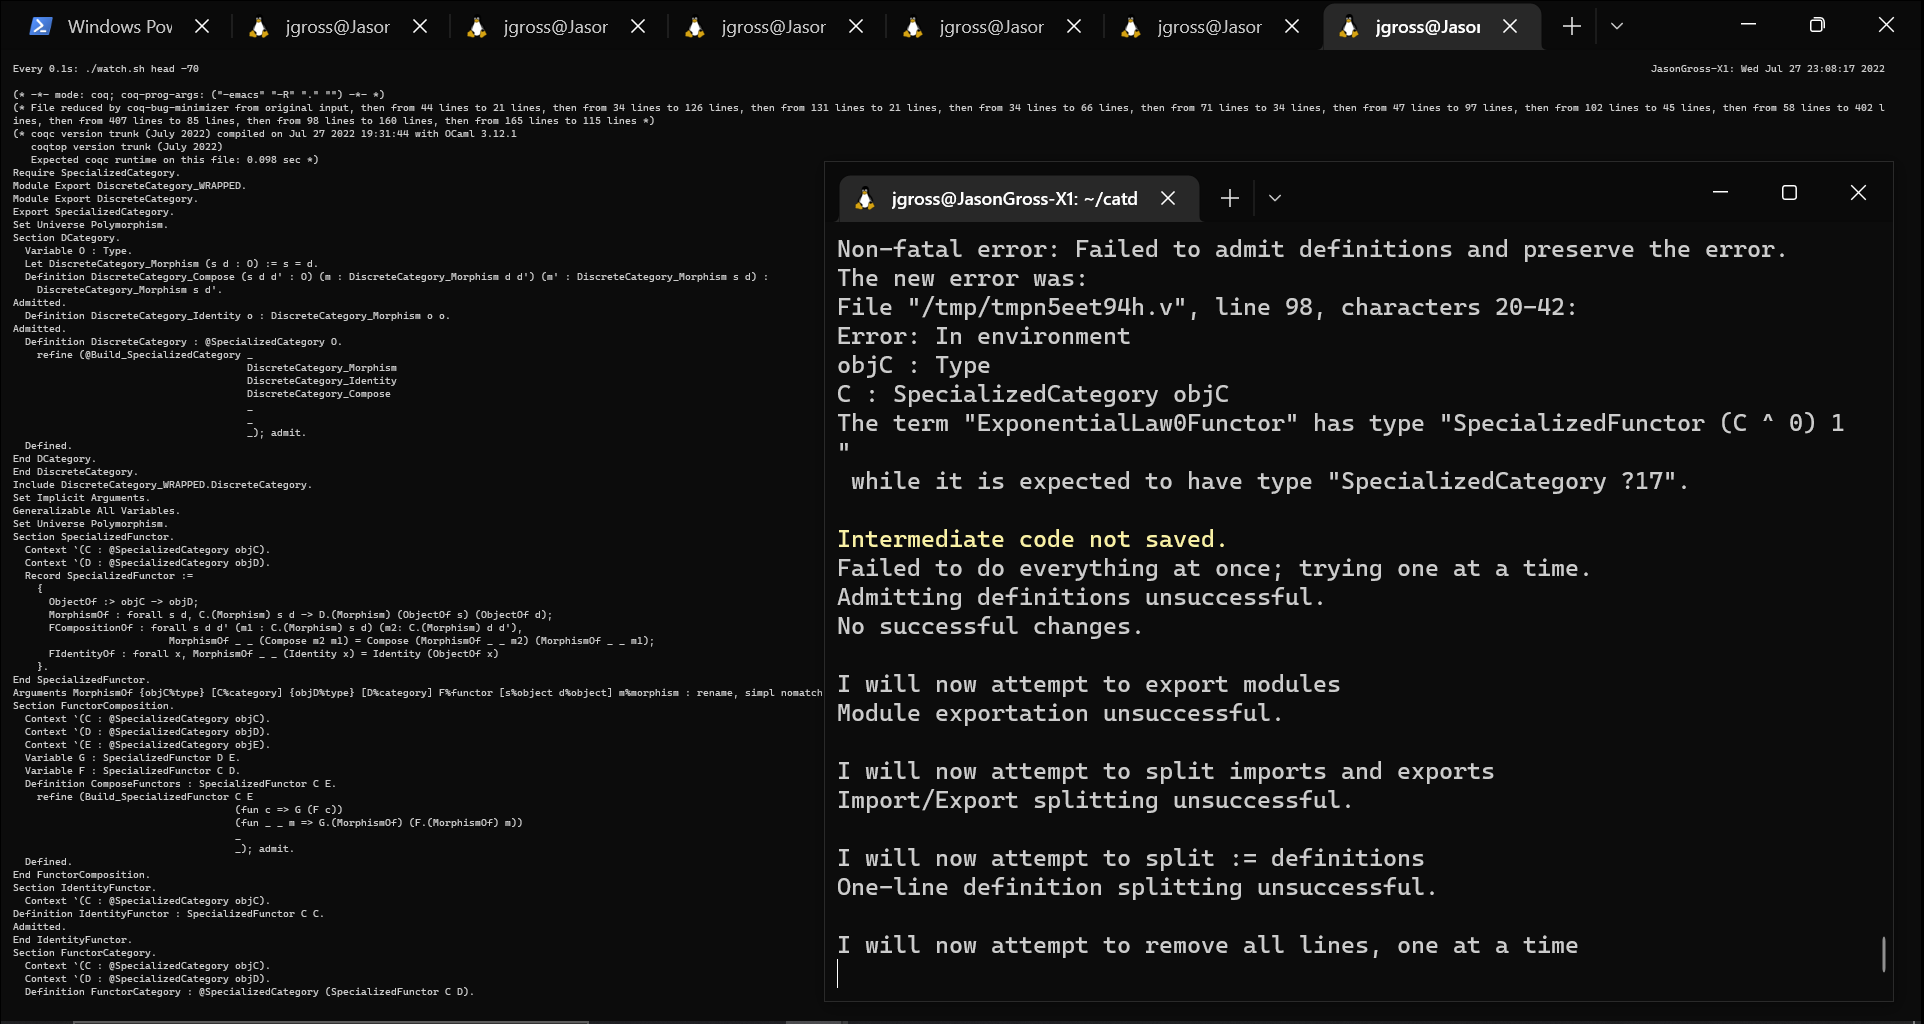 Windows Pov
jgross@Jasor
jgross@Jasor
jgross@Jasor
jgross@Jasor
jgross@Jasor
jgross@Jasor
Every 0.1s: ./watch.sh head -70
JasonGross-X1: Wed Jul 27 23:08:17 2022
(* -*- mode: coq; coq-prog-args: ("-emacs" "-R" "." "") -*- *)
(* File reduced by coq-bug-minimizer from original input, then from 44 lines to 21 lines, then from 34 lines to 126 lines, then from 131 lines to 21 lines, then from 34 lines to 66 lines, then from 71 lines to 34 lines, then from 47 lines to 97 lines, then from 102 lines to 45 lines, then from 58 lines to 402 l
ines, then from 407 lines to 85 lines, then from 98 lines to 160 lines, then from 165 lines to 115 lines *)
(* coqc version trunk (July 2022) compiled on Jul 27 2022 19:31:44 with OCaml 3.12.1
   coqtop version trunk (July 2022)
   Expected coqc runtime on this file: 0.098 sec *)
Require SpecializedCategory.
Module Export DiscreteCategory_WRAPPED.
Module Export DiscreteCategory.
Export SpecializedCategory.
Set Universe Polymorphism.
Section DCategory.
  Variable O : Type.
  Let DiscreteCategory_Morphism (s d : O) := s = d.
  Definition DiscreteCategory_Compose (s d d' : O) (m : DiscreteCategory_Morphism d d') (m' : DiscreteCategory_Morphism s d) :
    DiscreteCategory_Morphism s d'.
Admitted.
  Definition DiscreteCategory_Identity o : DiscreteCategory_Morphism o o.
Admitted.
  Definition DiscreteCategory : @SpecializedCategory O.
    refine (@Build_SpecializedCategory _
                                       DiscreteCategory_Morphism
                                       DiscreteCategory_Identity
                                       DiscreteCategory_Compose
                                       _
                                       _
                                       _); admit.
  Defined.
End DCategory.
End DiscreteCategory.
Include DiscreteCategory_WRAPPED.DiscreteCategory.
Set Implicit Arguments.
Generalizable All Variables.
Set Universe Polymorphism.
Section SpecializedFunctor.
  Context `(C : @SpecializedCategory objC).
  Context `(D : @SpecializedCategory objD).
  Record SpecializedFunctor :=
    {
      ObjectOf :> objC -> objD;
      MorphismOf : forall s d, C.(Morphism) s d -> D.(Morphism) (ObjectOf s) (ObjectOf d);
      FCompositionOf : forall s d d' (m1 : C.(Morphism) s d) (m2: C.(Morphism) d d'),
                          MorphismOf _ _ (Compose m2 m1) = Compose (MorphismOf _ _ m2) (MorphismOf _ _ m1);
      FIdentityOf : forall x, MorphismOf _ _ (Identity x) = Identity (ObjectOf x)
    }.
End SpecializedFunctor.
Arguments MorphismOf {objC%type} [C%category] {objD%type} [D%category] F%functor [s%object d%object] m%morphism : rename, simpl nomatch
Section FunctorComposition.
  Context `(C : @SpecializedCategory objC).
  Context `(D : @SpecializedCategory objD).
  Context `(E : @SpecializedCategory objE).
  Variable G : SpecializedFunctor D E.
  Variable F : SpecializedFunctor C D.
  Definition ComposeFunctors : SpecializedFunctor C E.
    refine (Build_SpecializedFunctor C E
                                     (fun c => G (F c))
                                     (fun _ _ m => G.(MorphismOf) (F.(MorphismOf) m))
                                     _
                                     _); admit.
  Defined.
End FunctorComposition.
Section IdentityFunctor.
  Context `(C : @SpecializedCategory objC).
Definition IdentityFunctor : SpecializedFunctor C C.
Admitted.
End IdentityFunctor.
Section FunctorCategory.
  Context `(C : @SpecializedCategory objC).
  Context `(D : @SpecializedCategory objD).
  Definition FunctorCategory : @SpecializedCategory (SpecializedFunctor C D).
jgross@JasonGross-X1: ~/catd
Non-fatal error: Failed to admit definitions and preserve the error.
The new error was:
File "/tmp/tmpn5eet94h.v", line 98, characters 20-42:
Error: In environment
objC : Type
C : SpecializedCategory objC
The term "ExponentialLaw0Functor" has type "SpecializedFunctor (C ^ 0) 1
"
 while it is expected to have type "SpecializedCategory ?17".
Intermediate code not saved.
Failed to do everything at once; trying one at a time.
Admitting definitions unsuccessful.
No successful changes.
I will now attempt to export modules
Module exportation unsuccessful.
I will now attempt to split imports and exports
Import/Export splitting unsuccessful.
I will now attempt to split := definitions
One-line definition splitting unsuccessful.
I will now attempt to remove all lines, one at a time